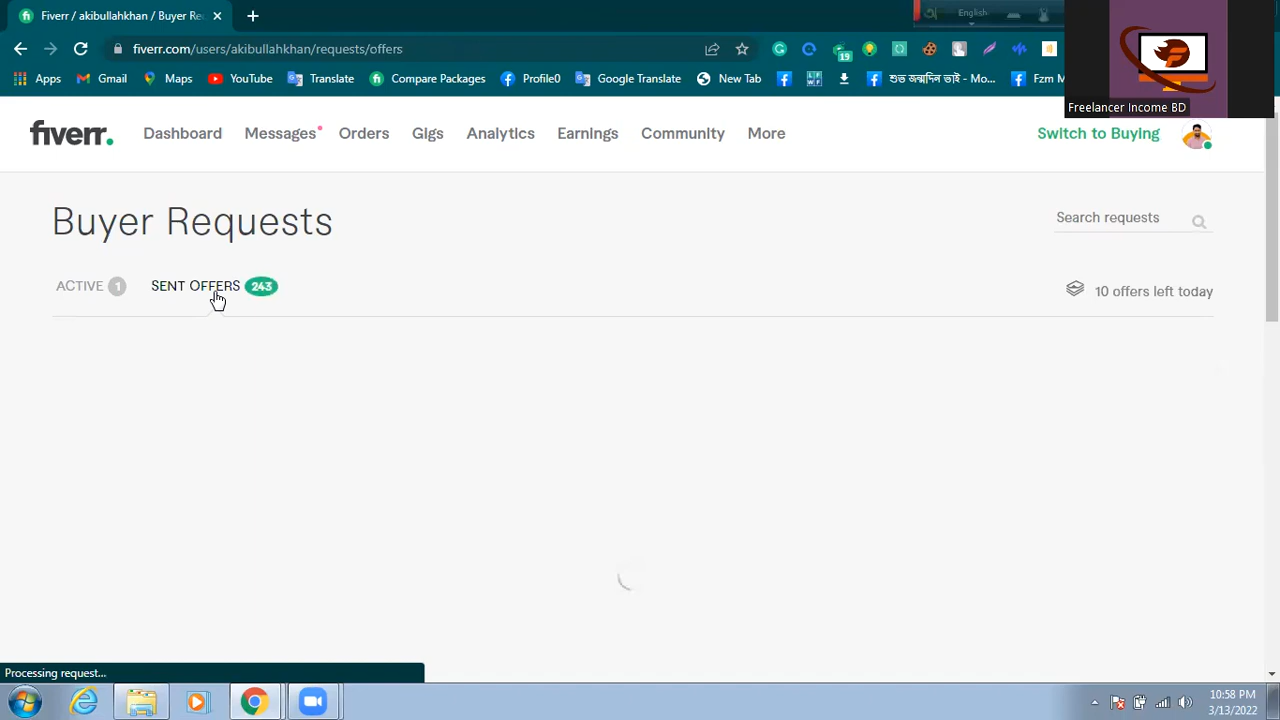 Fiverr / akibullahkhan / Buyer Re
English
fiverr.com/users/akibullahkhan/requests/offers
19
Apps Gmail Maps YouTube Translate Compare Packages Profile0 Google Translate New Tab শুভ জন্মদিন ভাই - Mo... Fzm M
Freelancer Income BD
fiverr. Dashboard Messages Orders Gigs Analytics Earnings Community More Switch to Buying
Buyer Requests
Search requests
ACTIVE 1 SENT OFFERS 243
10 offers left today
Processing request...
10:58 PM
3/13/2022